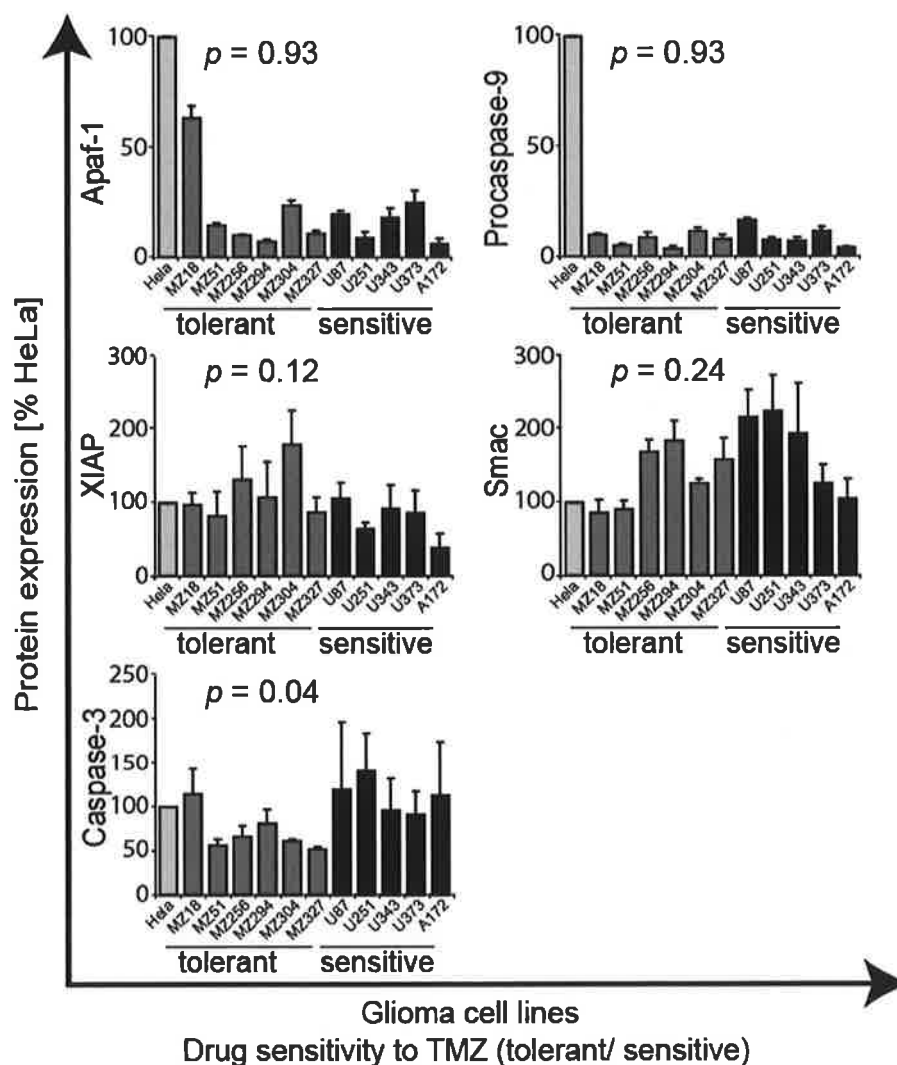 Protein expression [% HeLa]
Apaf-1
100
50
0
p = 0.93
Hela MZ18 MZ51 MZ256 MZ294 MZ304 MZ327 U87 U251 U343 U373 A172
tolerant sensitive
Procaspase-9
100
50
0
p = 0.93
Hela MZ18 MZ51 MZ256 MZ294 MZ304 MZ327 U87 U251 U343 U373 A172
tolerant sensitive
XIAP
300
200
100
0
p = 0.12
Hela MZ18 MZ51 MZ256 MZ294 MZ304 MZ327 U87 U251 U343 U373 A172
tolerant sensitive
Smac
300
200
100
0
p = 0.24
Hela MZ18 MZ51 MZ256 MZ294 MZ304 MZ327 U87 U251 U343 U373 A172
tolerant sensitive
Caspase-3
250
200
150
100
50
0
p = 0.04
Hela MZ18 MZ51 MZ256 MZ294 MZ304 MZ327 U87 U251 U343 U373 A172
tolerant sensitive
Glioma cell lines
Drug sensitivity to TMZ (tolerant/ sensitive)